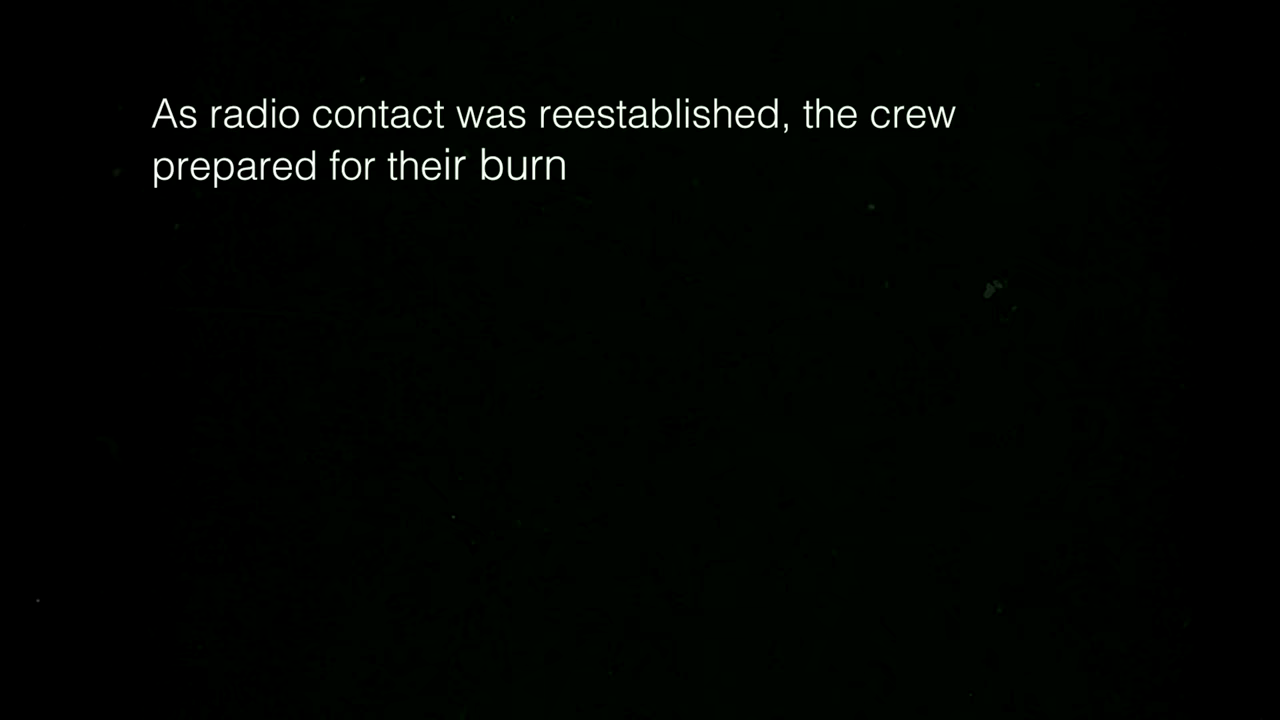 As radio contact was reestablished, the crew
prepared for their burn